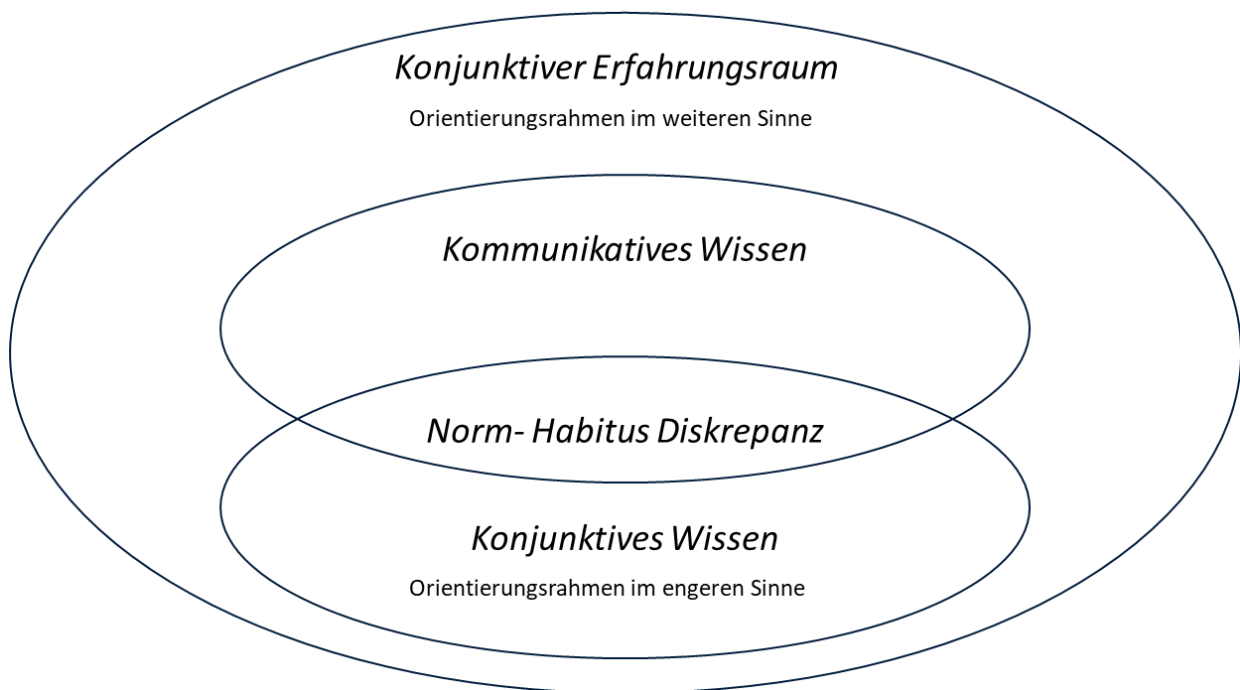 Konjunktiver Erfahrungsraum
Orientierungsrahmen im weiteren Sinne
Kommunikatives Wissen
Norm- Habitus Diskrepanz
Konjunktives Wissen
Orientierungsrahmen im engeren Sinne